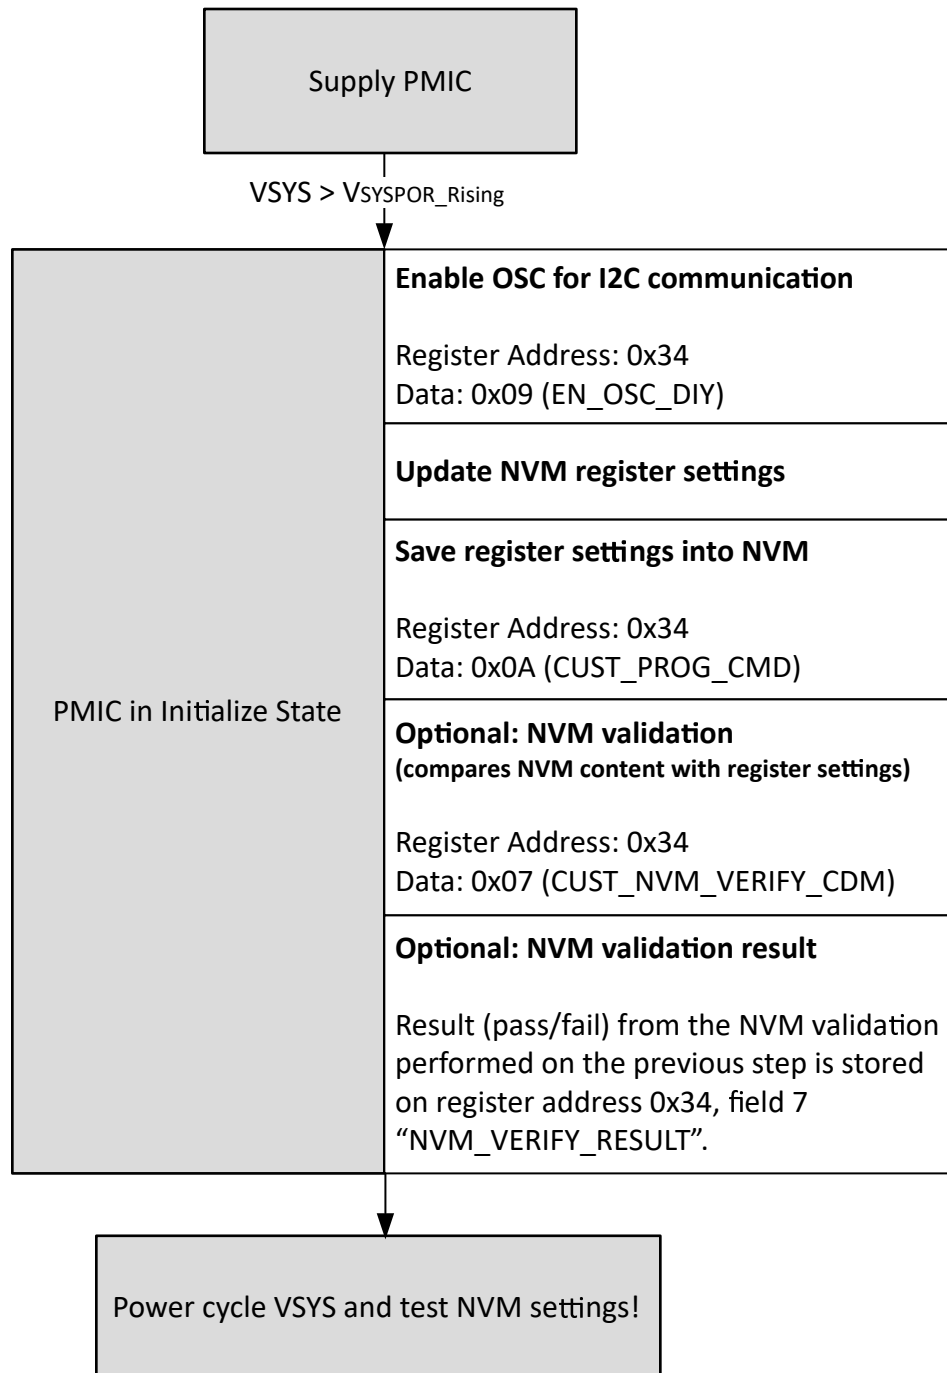 Supply PMIC
VSYS > VSYSPOR_Rising
PMIC in Initialize State
Enable OSC for I2C communication
Register Address: 0x34
Data: 0x09 (EN_OSC_DIY)
Update NVM register settings
Save register settings into NVM
Register Address: 0x34
Data: 0x0A (CUST_PROG_CMD)
Optional: NVM validation
(compares NVM content with register settings)
Register Address: 0x34
Data: 0x07 (CUST_NVM_VERIFY_CDM)
Optional: NVM validation result
Result (pass/fail) from the NVM validation
performed on the previous step is stored
on register address 0x34, field 7
“NVM_VERIFY_RESULT”.
Power cycle VSYS and test NVM settings!